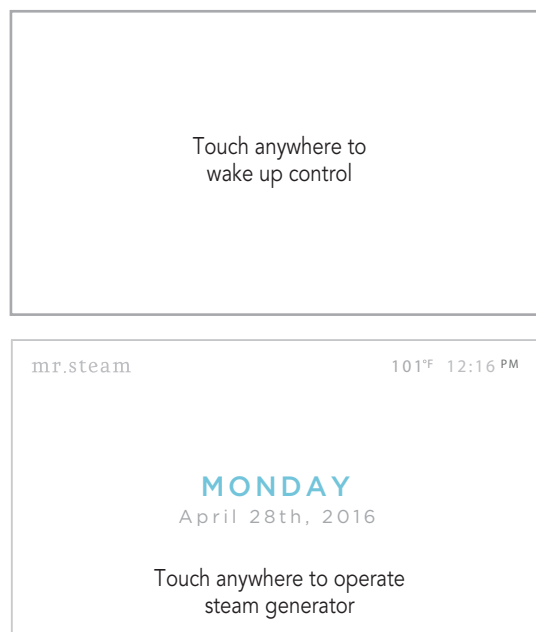 Touch anywhere to
wake up control
mr.steam 101°F 12:16 PM
MONDAY
April 28th, 2016
Touch anywhere to operate
steam generator